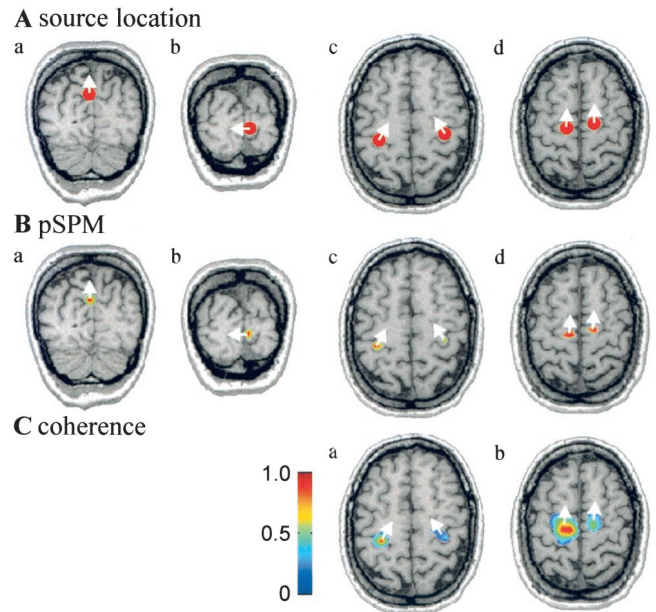 A source location
a b c d
B pSPM
a b c d
C coherence
a b
1.0
0.5
0